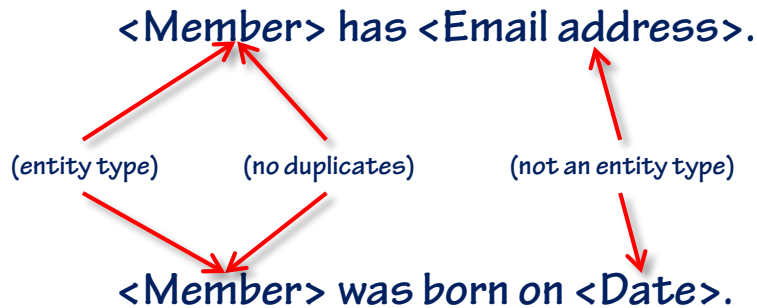 <Member> has <Email address>.
(entity type) (no duplicates) (not an entity type)
<Member> was born on <Date>.